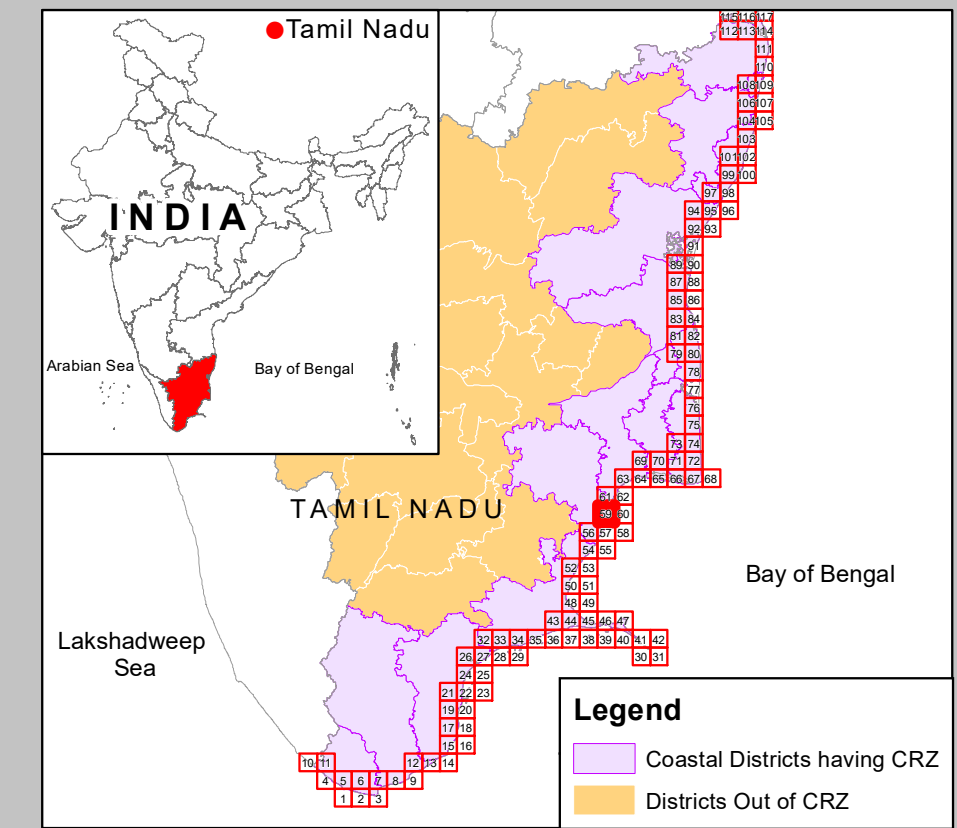 Tamil Nadu
INDIA
Arabian Sea
Bay of Bengal
115 116 117
112 113 114
111
110
108 109
106 107
104 105
103
101 102
99 100
97 98
94 95 96
92 93
91
89 90
87 88
85 86
83 84
81 82
79 80
78
77
76
75
73 74
69 70 71 72
63 64 65 66 67 68
61 62
TAMIL NADU
59 60
56 57 58
54 55
52 53
Bay of Bengal
50 51
48 49
43 44 45 46 47
32 33 34 35 36 37 38 39 40 41 42
Lakshadweep
Sea
26 27 28 29
30 31
24 25
21 22 23
19 20
17 18
15 16
10 11
12 13 14
4 5 6 7 8 9
1 2 3
Legend
Coastal Districts having CRZ
Districts Out of CRZ